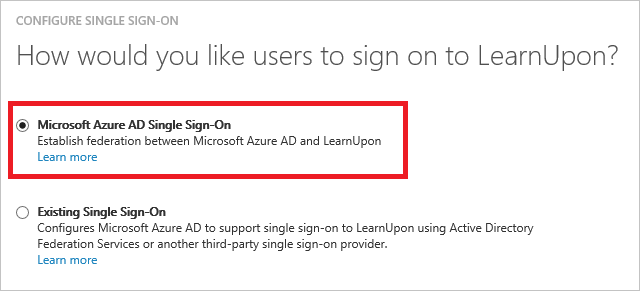 CONFIGURE SINGLE SIGN-ON
How would you like users to sign on to LearnUpon?
Microsoft Azure AD Single Sign-On
Establish federation between Microsoft Azure AD and LearnUpon
Learn more
Existing Single Sign-On
Configures Microsoft Azure AD to support single sign-on to LearnUpon using Active Directory
Federation Services or another third-party single sign-on provider.
Learn more